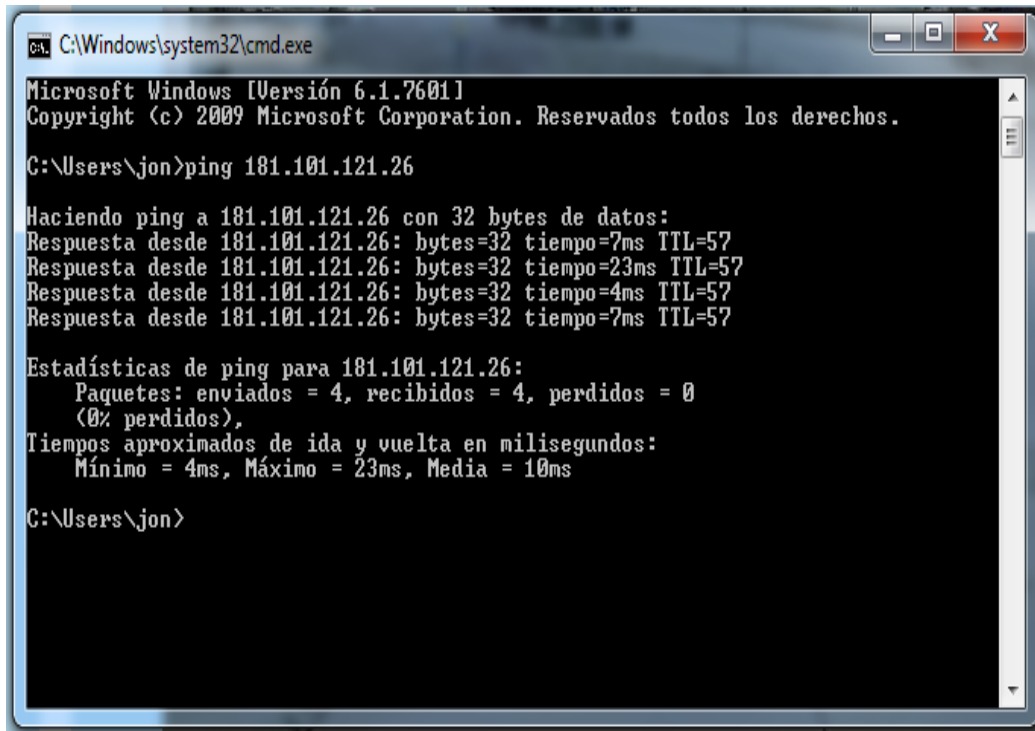 C:\Windows\system32\cmd.exe
Microsoft Windows [Versión 6.1.7601]
Copyright (c) 2009 Microsoft Corporation. Reservados todos los derechos.
C:\Users\jon>ping 181.101.121.26
Haciendo ping a 181.101.121.26 con 32 bytes de datos:
Respuesta desde 181.101.121.26: bytes=32 tiempo=7ms TTL=57
Respuesta desde 181.101.121.26: bytes=32 tiempo=23ms TTL=57
Respuesta desde 181.101.121.26: bytes=32 tiempo=4ms TTL=57
Respuesta desde 181.101.121.26: bytes=32 tiempo=7ms TTL=57
Estadísticas de ping para 181.101.121.26:
Paquetes: enviados = 4, recibidos = 4, perdidos = 0
(0% perdidos),
Tiempos aproximados de ida y vuelta en milisegundos:
Mínimo = 4ms, Máximo = 23ms, Media = 10ms
C:\Users\jon>